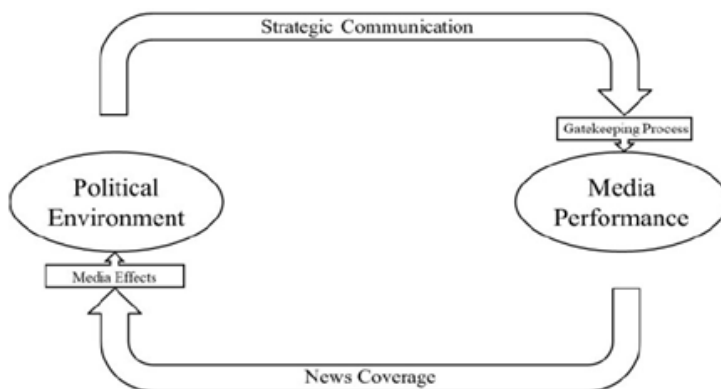 Strategic Communication
Gatekeeping Process
Political
Environment
Media
Performance
Media Effects
News Coverage